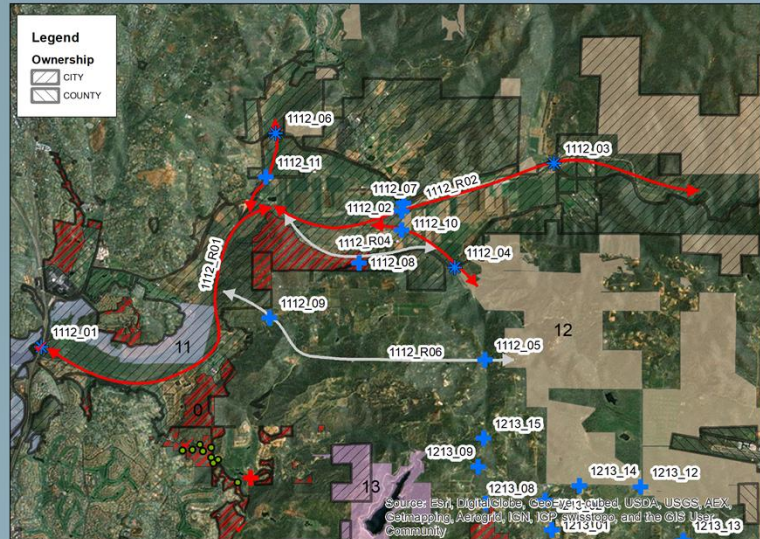 Legend
Ownership
CITY
COUNTY
1112_06
1112_11
1112_03
1112_07
1112_R02
1112_02
1112_10
1112_R04
1112_04
1112_08
1112_R01
1112_09
12
1112_01
11
1112_05
1112_R06
0
1213_15
1213_09
1213_14
1213_12
13
1213_08
Source: Esri, DigitalGlobe, GeoEye, i-cubed, USDA, USGS, AEX,
Getmapping, Aerogrid, IGN, IGP, swisstopo, and the GIS User
Community
1213_01
1213_13